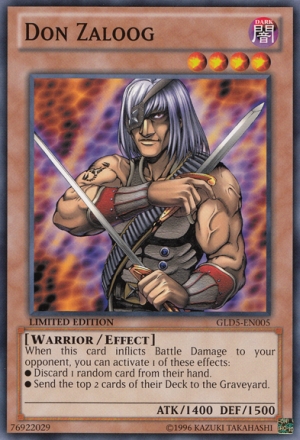 DON ZALOOG
DARK
闇
LIMITED EDITION
GLD5-EN005
[WARRIOR / EFFECT]
When this card inflicts Battle Damage to your
opponent, you can activate 1 of these effects:
● Discard 1 random card from their hand.
● Send the top 2 cards of their Deck to the Graveyard.
ATK/1400 DEF/1500
76922029
©1996 KAZUKI TAKAHASHI